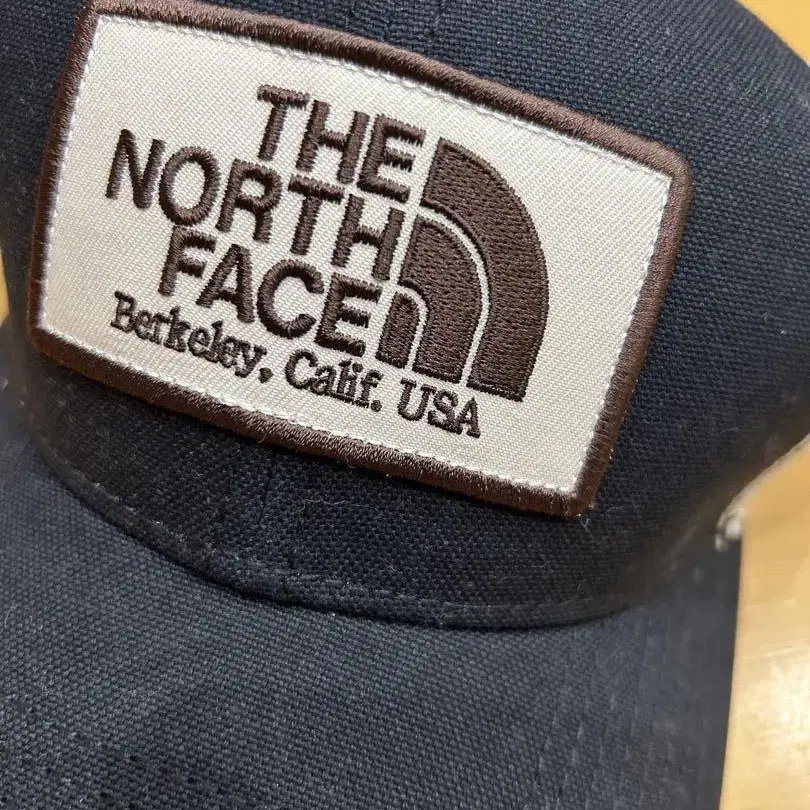 THE
NORTH
FACE
Berkeley, Calif. USA